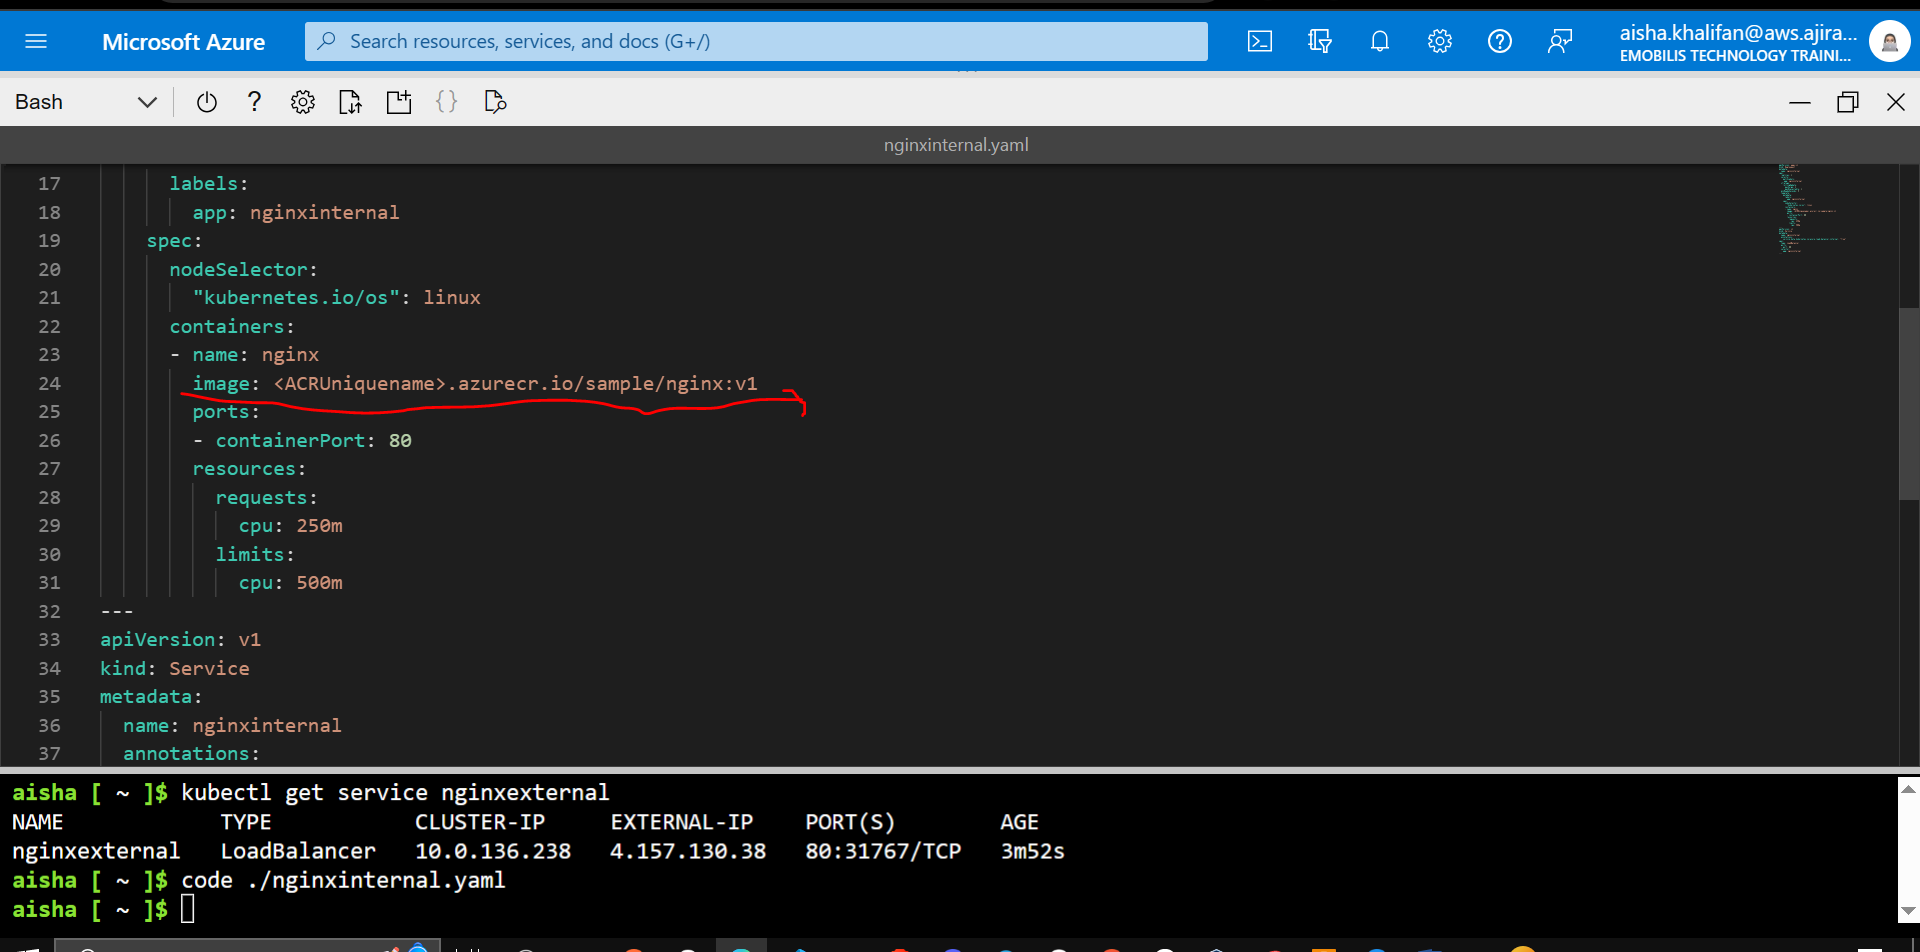 Microsoft Azure
Search resources, services, and docs (G+/)
aisha.khalifan@aws.ajira...
EMOBILIS TECHNOLOGY TRAINI...
Bash
nginxinternal.yaml
17 labels:
18 app: nginxinternal
19 spec:
20 nodeSelector:
21 "kubernetes.io/os": linux
22 containers:
23 - name: nginx
24 image: <ACRUniquename>.azurecr.io/sample/nginx:v1
25 ports:
26 - containerPort: 80
27 resources:
28 requests:
29 cpu: 250m
30 limits:
31 cpu: 500m
32 ---
33 apiVersion: v1
34 kind: Service
35 metadata:
36 name: nginxinternal
37 annotations:
aisha [ ~ ]$ kubectl get service nginxexternal
NAME TYPE CLUSTER-IP EXTERNAL-IP PORT(S) AGE
nginxexternal LoadBalancer 10.0.136.238 4.157.130.38 80:31767/TCP 3m52s
aisha [ ~ ]$ code ./nginxinternal.yaml
aisha [ ~ ]$